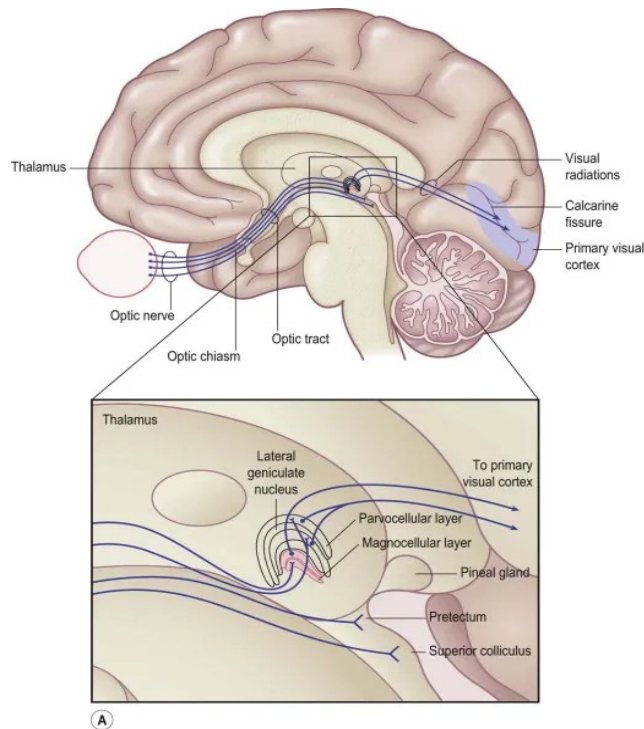 Thalamus
Visual
radiations
Calcarine
fissure
Primary visual
cortex
Optic nerve
Optic tract
Optic chiasm
Thalamus
Lateral
geniculate
nucleus
To primary
visual cortex
Parvocellular layer
Magnocellular layer
Pineal gland
Pretectum
Superior colliculus
A